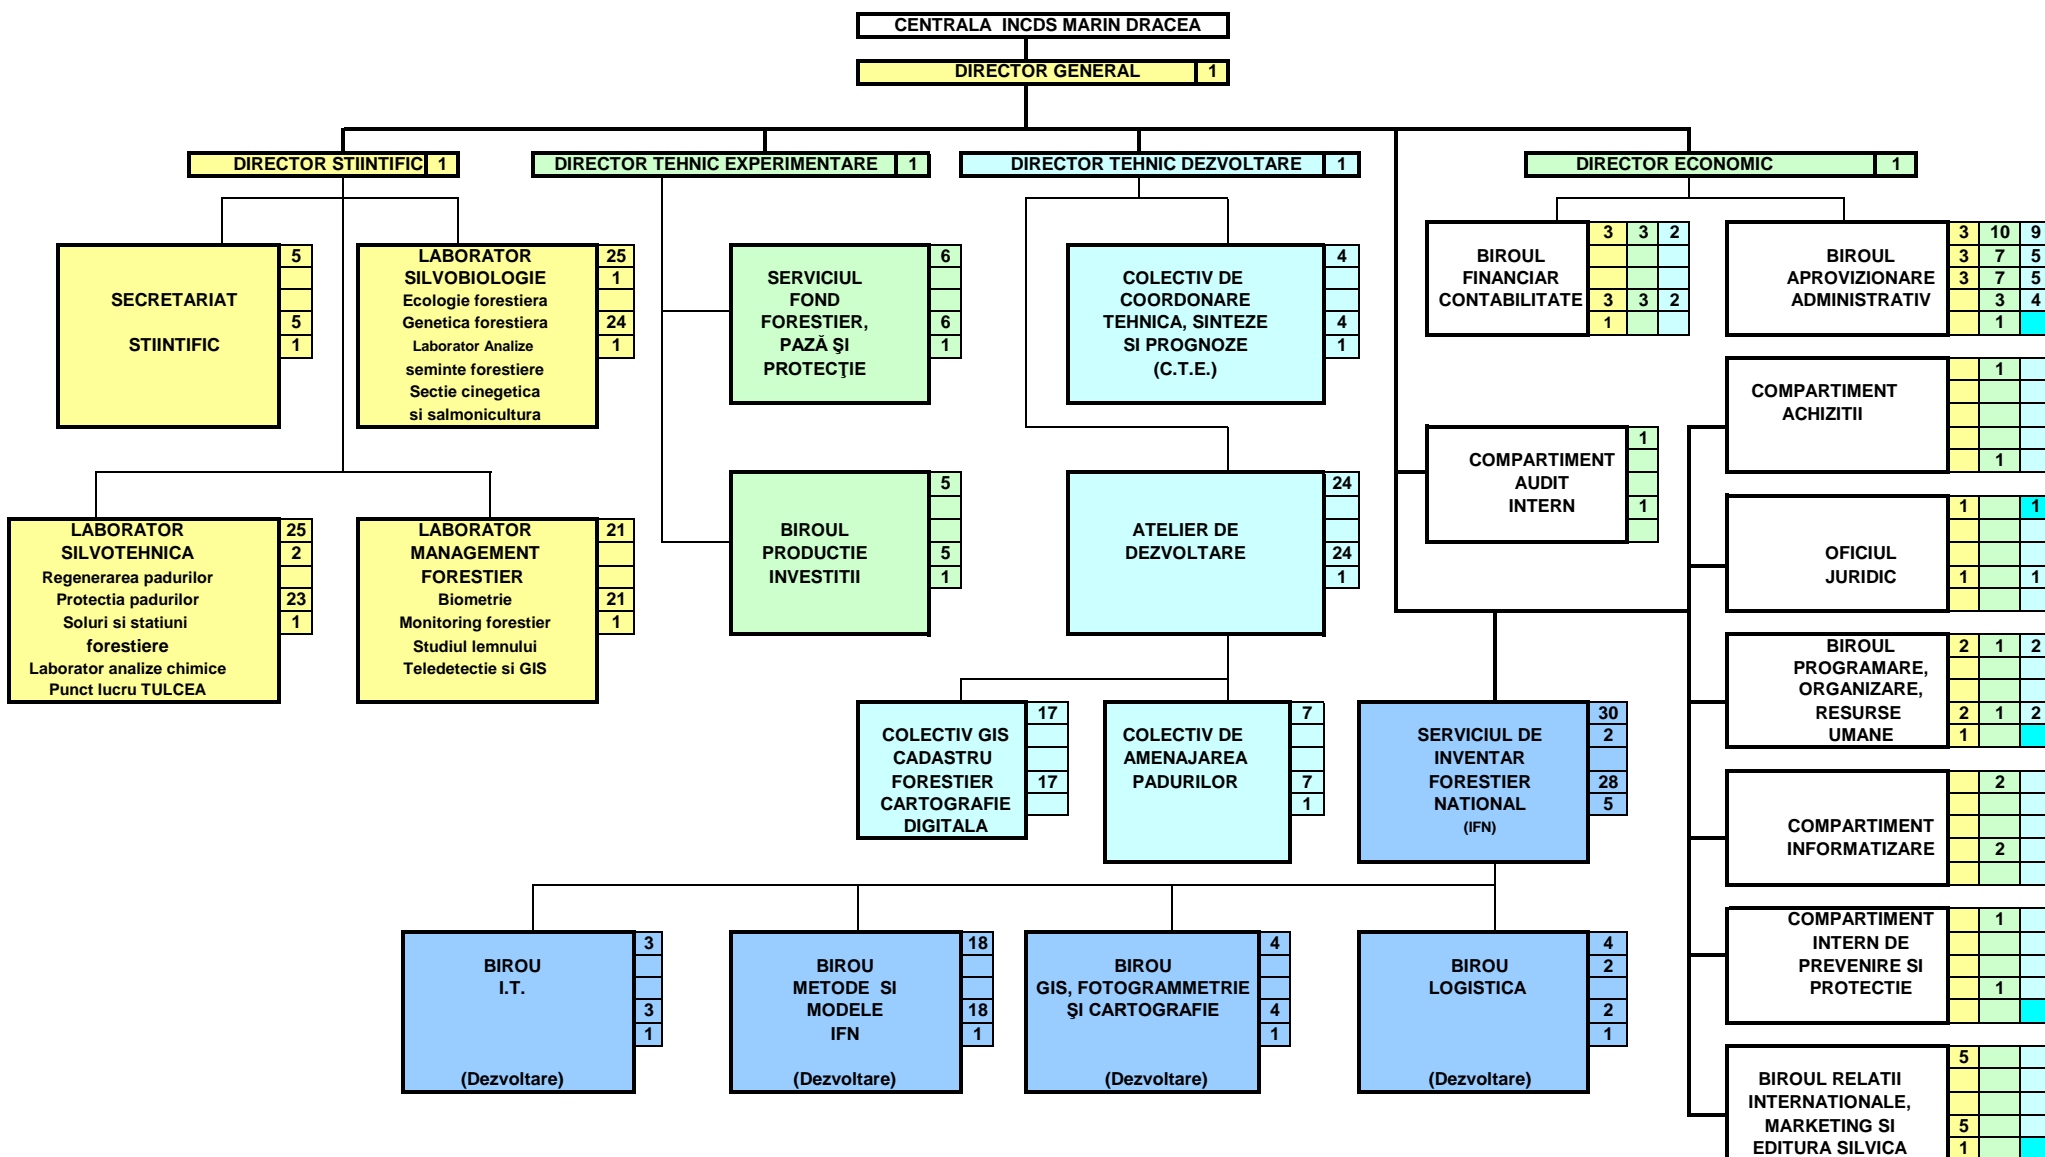 CENTRALA INCDS MARIN DRACEA
DIRECTOR GENERAL 1
DIRECTOR STIINTIFIC 1
DIRECTOR TEHNIC EXPERIMENTARE 1
DIRECTOR TEHNIC DEZVOLTARE 1
DIRECTOR ECONOMIC 1
SECRETARIAT
STIINTIFIC
5
5
1
LABORATOR
SILVOBIOLOGIE
Ecologie forestiera
Genetica forestiera
Laborator Analize
seminte forestiere
Sectie cinegetica
si salmonicultura
25
1
24
1
SERVICIUL
FOND
FORESTIER,
PAZĂ ŞI
PROTECŢIE
6
6
1
COLECTIV DE
COORDONARE
TEHNICA, SINTEZE
SI PROGNOZE
(C.T.E.)
4
4
1
BIROUL
FINANCIAR
CONTABILITATE
3 3 2
3 3 2
1
BIROUL
APROVIZIONARE
ADMINISTRATIV
3 10 9
3 7 5
3 7 5
3 4
1
COMPARTIMENT
ACHIZITII
1
1
COMPARTIMENT
AUDIT
INTERN
1
1
LABORATOR
SILVOTEHNICA
Regenerarea padurilor
Protectia padurilor
Soluri si statiuni
forestiere
Laborator analize chimice
Punct lucru TULCEA
25
2
23
1
LABORATOR
MANAGEMENT
FORESTIER
Biometrie
Monitoring forestier
Studiul lemnului
Teledetectie si GIS
21
21
1
BIROUL
PRODUCTIE
INVESTITII
5
5
1
ATELIER DE
DEZVOLTARE
24
24
1
OFICIUL
JURIDIC
1 1
1 1
BIROUL
PROGRAMARE,
ORGANIZARE,
RESURSE
UMANE
2 1 2
2 1 2
1
COLECTIV GIS
CADASTRU
FORESTIER
CARTOGRAFIE
DIGITALA
17
17
COLECTIV DE
AMENAJAREA
PADURILOR
7
7
1
SERVICIUL DE
INVENTAR
FORESTIER
NATIONAL
(IFN)
30
2
28
5
COMPARTIMENT
INFORMATIZARE
2
2
COMPARTIMENT
INTERN DE
PREVENIRE SI
PROTECTIE
1
1
BIROU
I.T.
(Dezvoltare)
3
3
1
BIROU
METODE SI
MODELE
IFN
(Dezvoltare)
18
18
1
BIROU
GIS, FOTOGRAMMETRIE
ŞI CARTOGRAFIE
(Dezvoltare)
4
4
1
BIROU
LOGISTICA
(Dezvoltare)
4
2
2
1
BIROUL RELATII
INTERNATIONALE,
MARKETING SI
EDITURA SILVICA
5
5
1